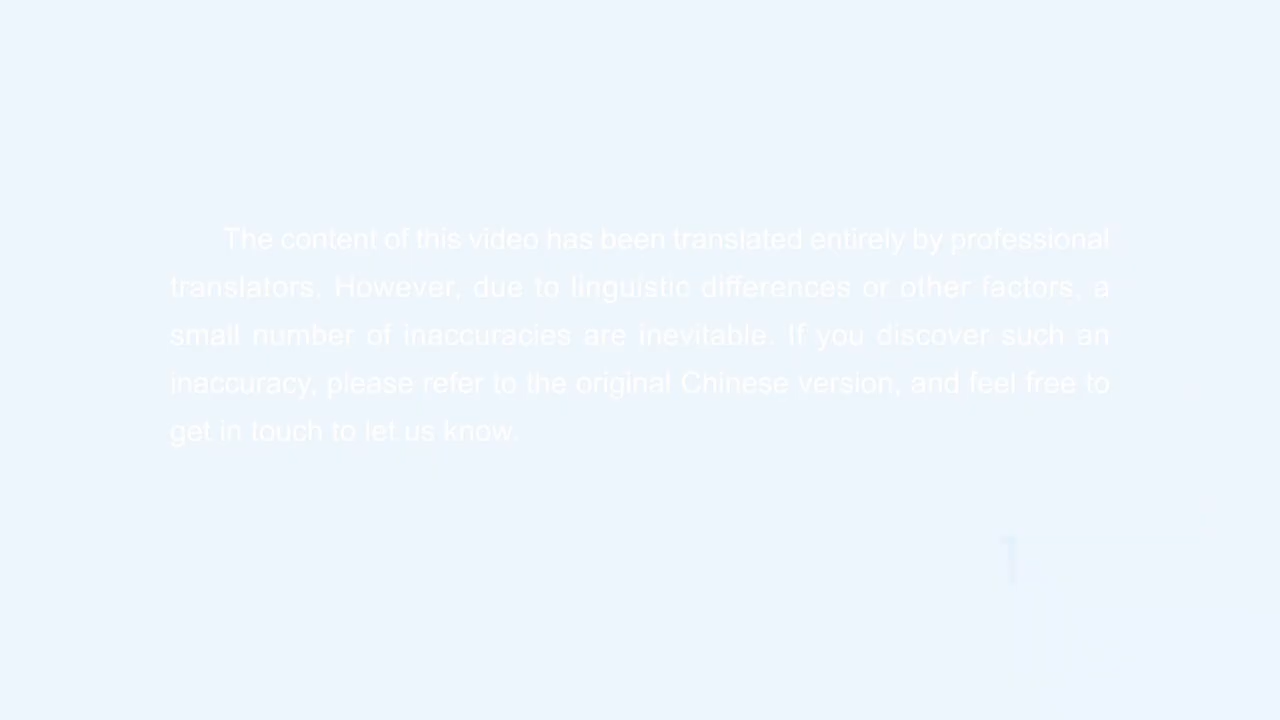 The content of this video has been translated entirely by professional
translators. However, due to linguistic differences or other factors, a
small number of inaccuracies are inevitable. If you discover such an
inaccuracy, please refer to the original Chinese version, and feel free to
get in touch to let us know.
1